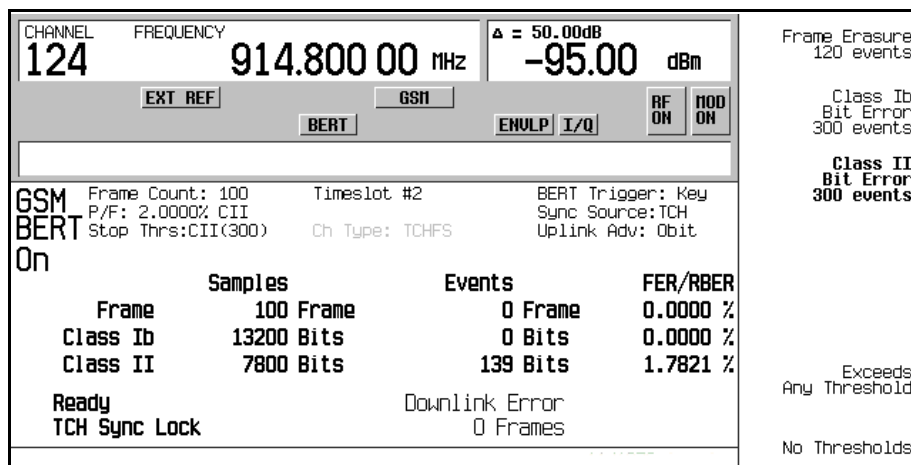 CHANNEL FREQUENCY Δ = 50.00dB
124 914.800 00 MHz -95.00 dBm
EXT REF GSM RF ON MOD ON
BERT ENVLP I/Q
GSM BERT On
Frame Count: 100 Timeslot #2 BERT Trigger: Key
P/F: 2.0000% CII Sync Source:TCH
Stop Thrs:CII(300) Ch Type: TCHFS Uplink Adv: 0bit
Samples Events FER/RBER
Frame 100 Frame 0 Frame 0.0000 %
Class Ib 13200 Bits 0 Bits 0.0000 %
Class II 7800 Bits 139 Bits 1.7821 %
Ready Downlink Error
TCH Sync Lock 0 Frames
Frame Erasure
120 events
Class Ib
Bit Error
300 events
Class II
Bit Error
300 events
Exceeds
Any Threshold
No Thresholds